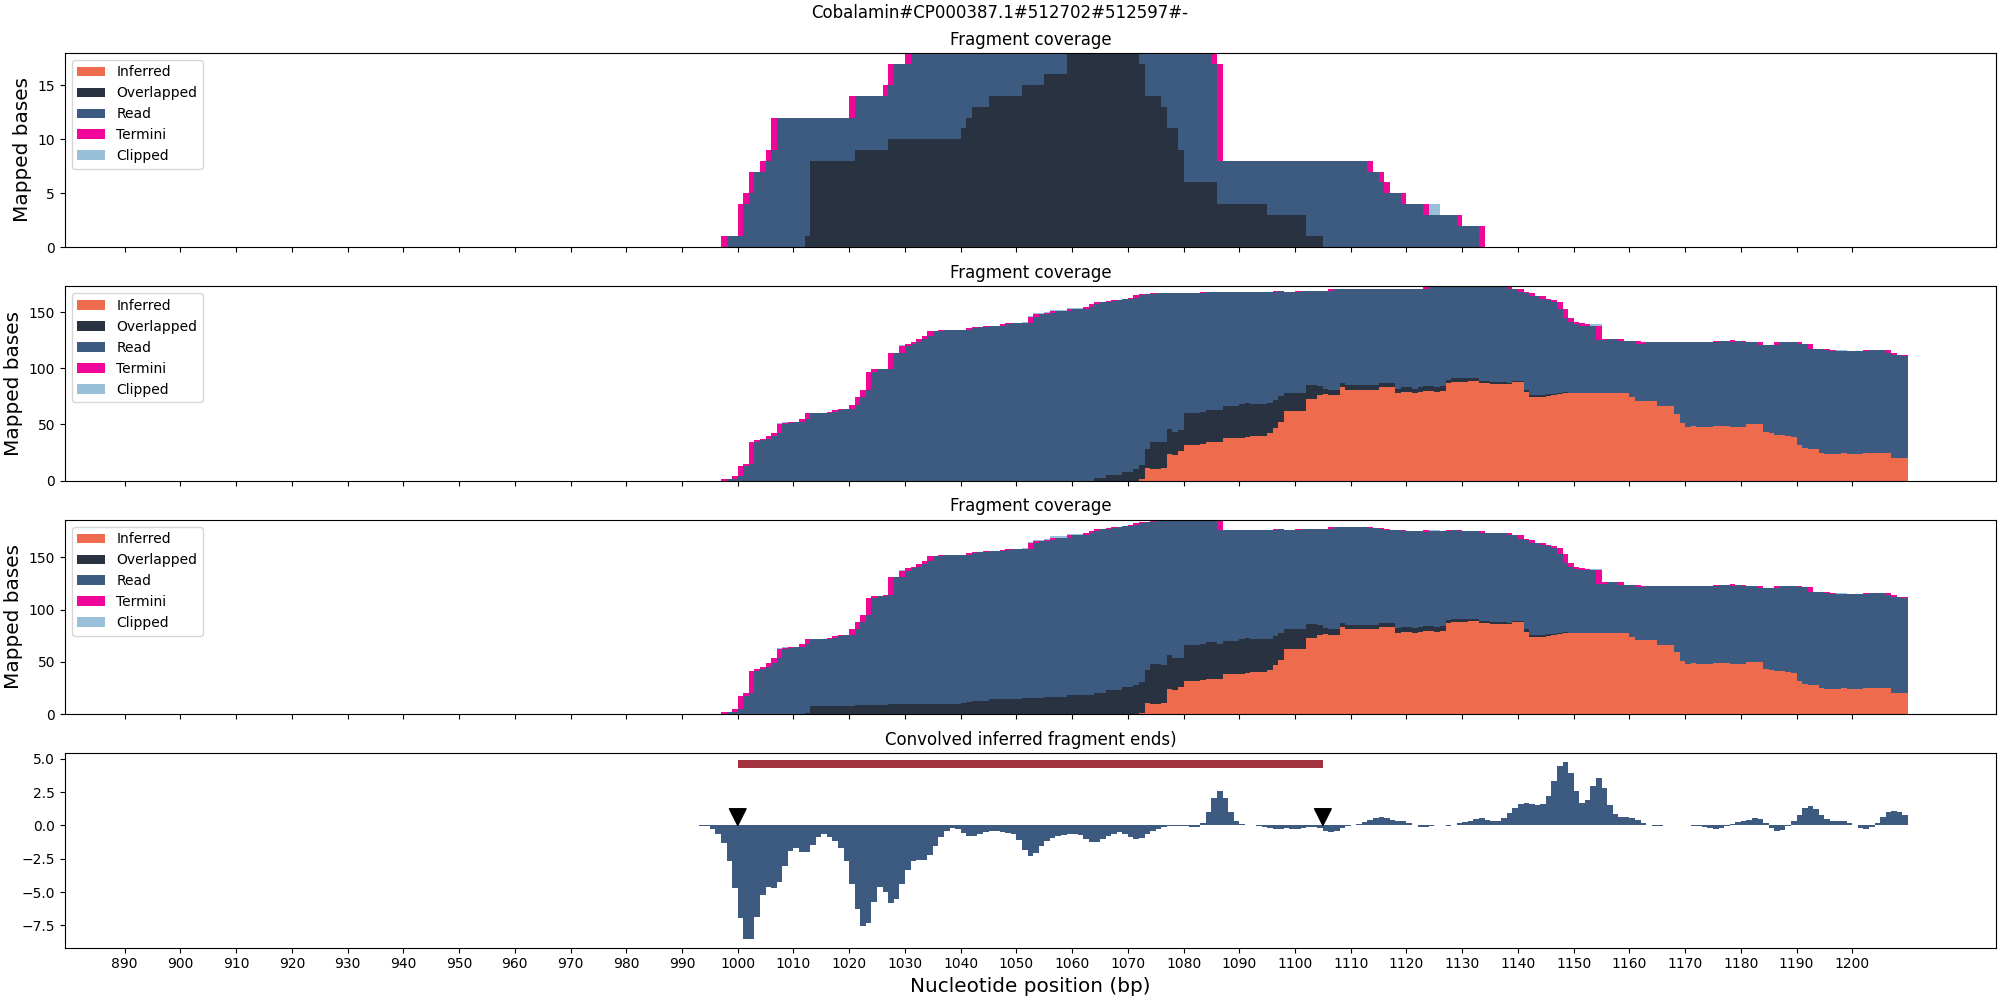 Cobalamin#CP000387.1#512702#512597#-
Fragment coverage
Mapped bases
15
10
5
0
Inferred
Overlapped
Read
Termini
Clipped
Fragment coverage
Mapped bases
150
100
50
0
Inferred
Overlapped
Read
Termini
Clipped
Fragment coverage
Mapped bases
150
100
50
0
Inferred
Overlapped
Read
Termini
Clipped
Convolved inferred fragment ends)
5.0
2.5
0.0
−2.5
−5.0
−7.5
890 900 910 920 930 940 950 960 970 980 990 1000 1010 1020 1030 1040 1050 1060 1070 1080 1090 1100 1110 1120 1130 1140 1150 1160 1170 1180 1190 1200
Nucleotide position (bp)